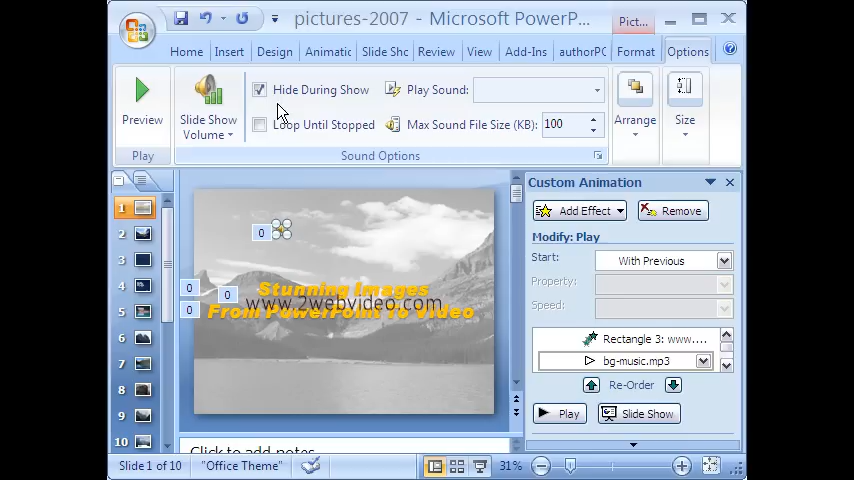 pictures-2007 - Microsoft PowerP...
Pict...
Home Insert Design Animatic Slide Shc Review View Add-Ins authorPC Format Options
Preview
Play
Slide Show
Volume
Hide During Show
Loop Until Stopped
Play Sound:
Max Sound File Size (KB): 100
Sound Options
Arrange
Size
1
2
3
4
5
6
7
8
9
10
0
0
0
0
Stunning Images
www.2webvideo.com
From PowerPoint To Video
Click to add notes
Custom Animation
Add Effect
Remove
Modify: Play
Start: With Previous
Property:
Speed:
Rectangle 3: www....
bg-music.mp3
Re-Order
Play
Slide Show
Slide 1 of 10
"Office Theme"
31%